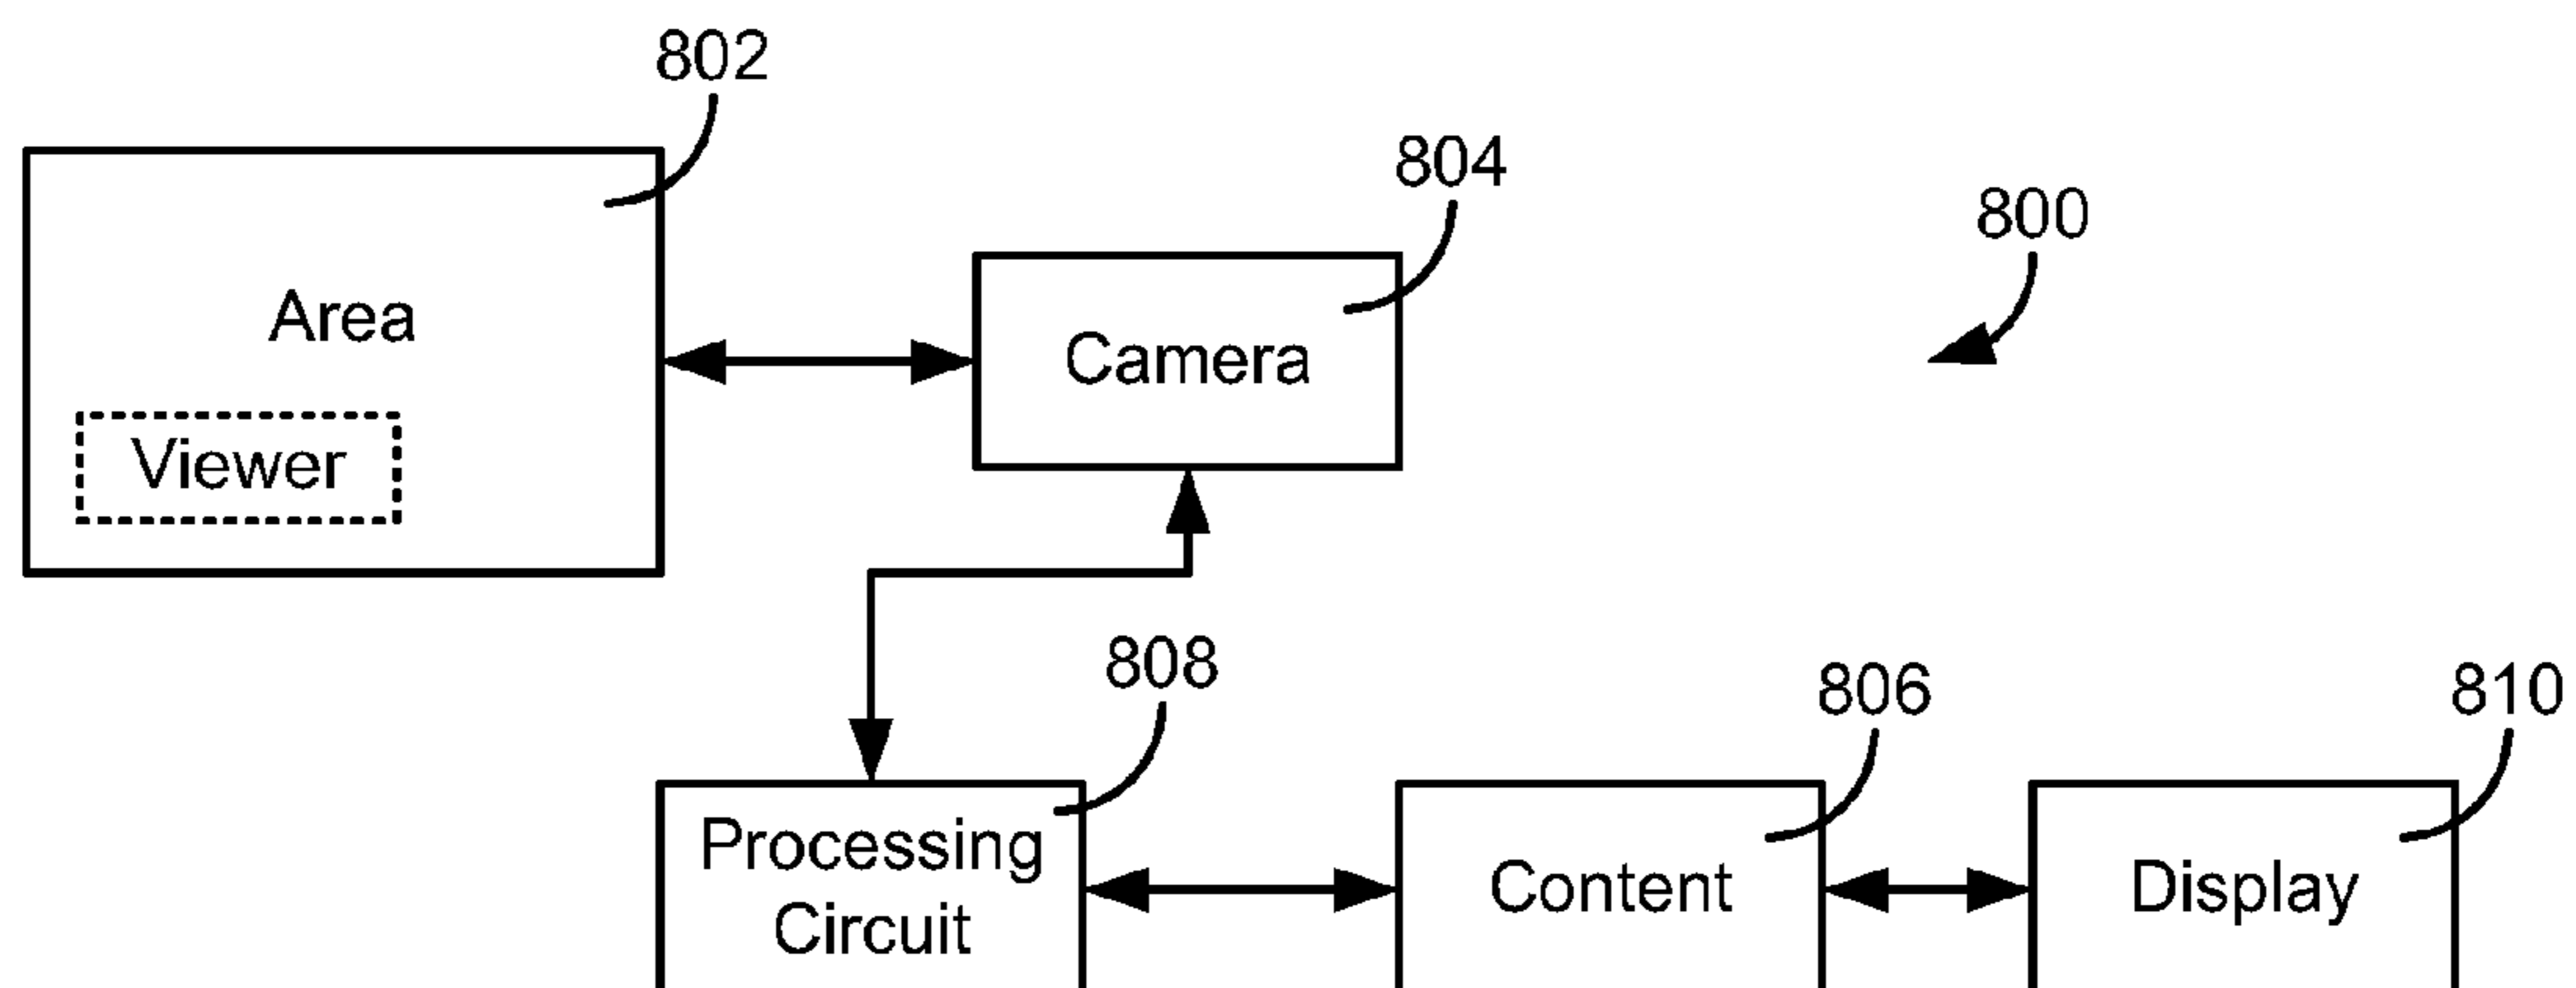 802
804
800
Area
Camera
Viewer
808
806
810
Processing
Circuit
Content
Display